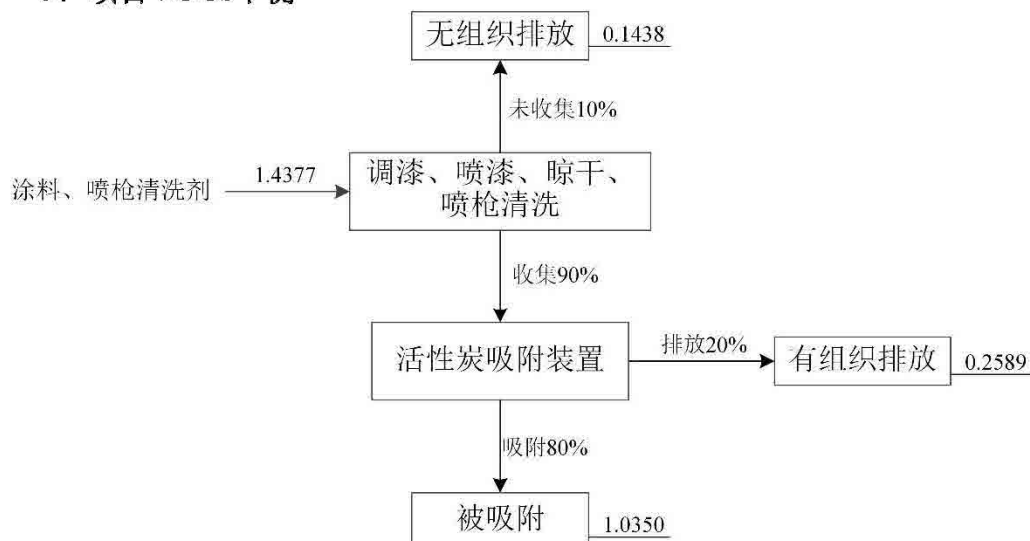 无组织排放
0.1438
未收集10%
涂料、喷枪清洗剂
1.4377
调漆、喷漆、晾干、
喷枪清洗
收集90%
活性炭吸附装置
排放20%
有组织排放
0.2589
吸附80%
被吸附
1.0350